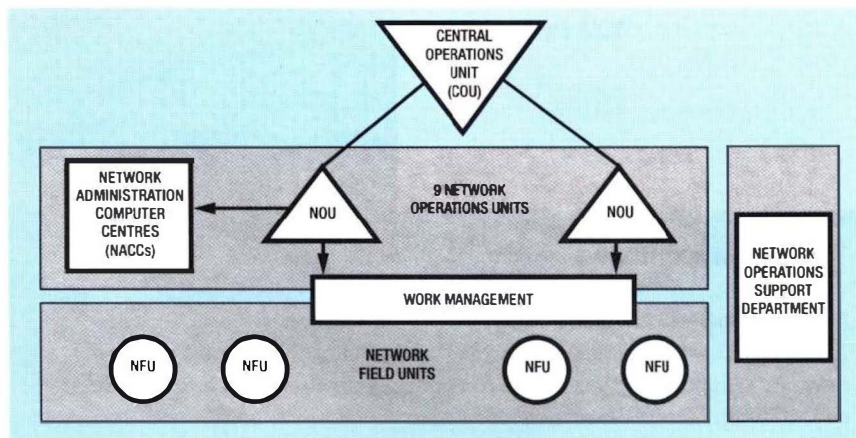 CENTRAL
OPERATIONS
UNIT
(COU)
NETWORK
ADMINISTRATION
COMPUTER
CENTRES
(NACCs)
NOU
9 NETWORK
OPERATIONS UNITS
NOU
NETWORK
OPERATIONS
SUPPORT
DEPARTMENT
WORK MANAGEMENT
NFU
NFU
NETWORK
FIELD UNITS
NFU
NFU